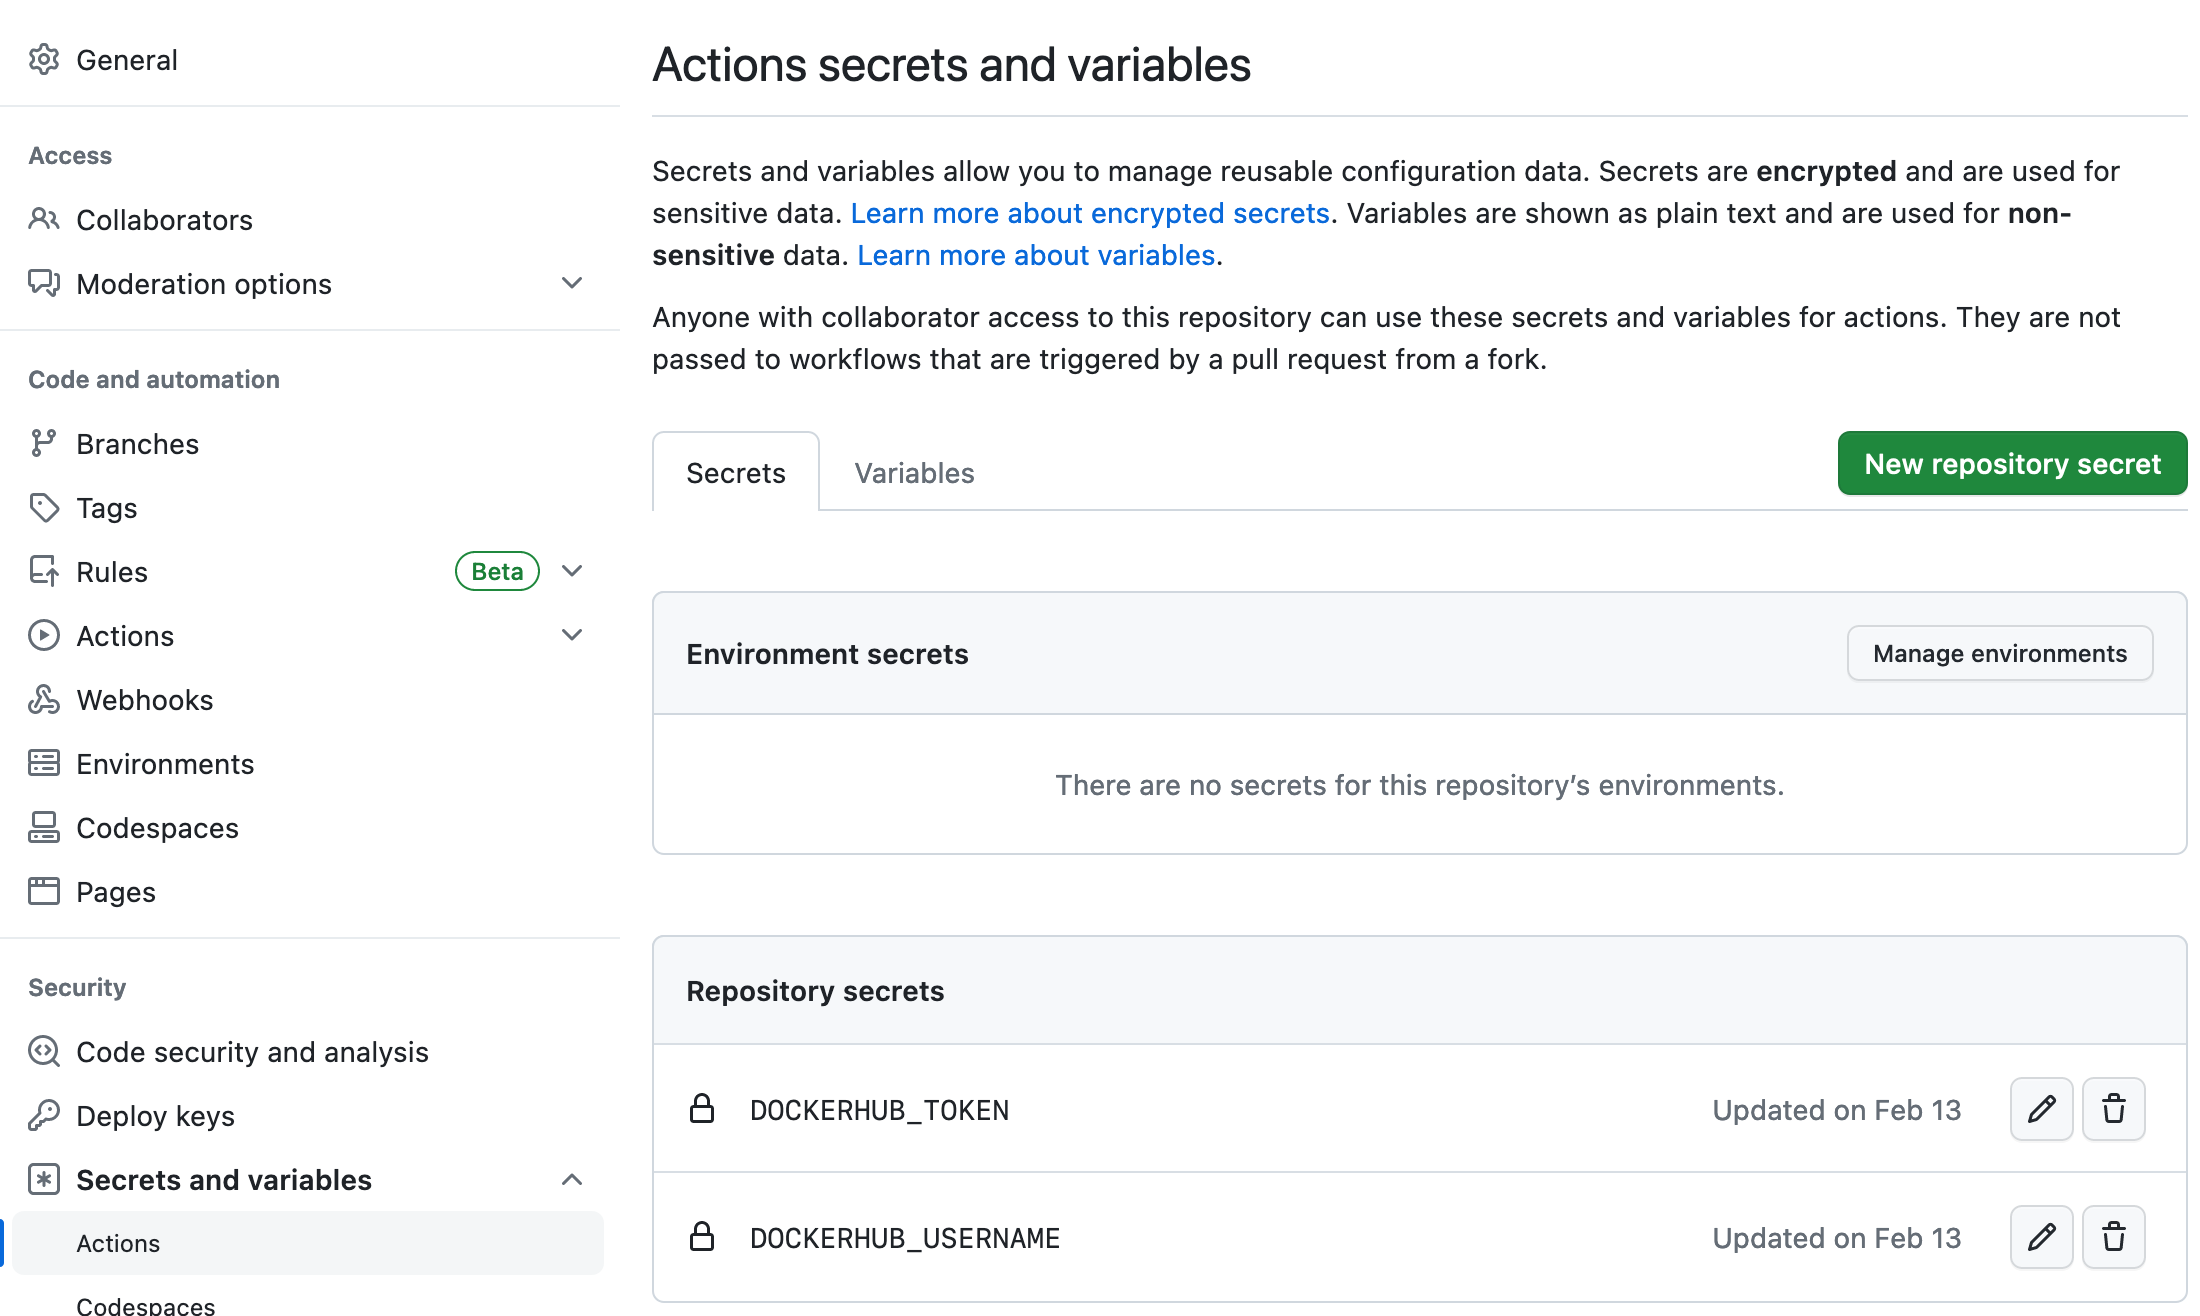 General
Access
Collaborators
Moderation options
Code and automation
Branches
Tags
Rules Beta
Actions
Webhooks
Environments
Codespaces
Pages
Security
Code security and analysis
Deploy keys
Secrets and variables
Actions
Codespaces
Actions secrets and variables
Secrets and variables allow you to manage reusable configuration data. Secrets are encrypted and are used for
sensitive data. Learn more about encrypted secrets. Variables are shown as plain text and are used for non-
sensitive data. Learn more about variables.
Anyone with collaborator access to this repository can use these secrets and variables for actions. They are not
passed to workflows that are triggered by a pull request from a fork.
Secrets Variables New repository secret
Environment secrets Manage environments
There are no secrets for this repository’s environments.
Repository secrets
DOCKERHUB_TOKEN Updated on Feb 13
DOCKERHUB_USERNAME Updated on Feb 13